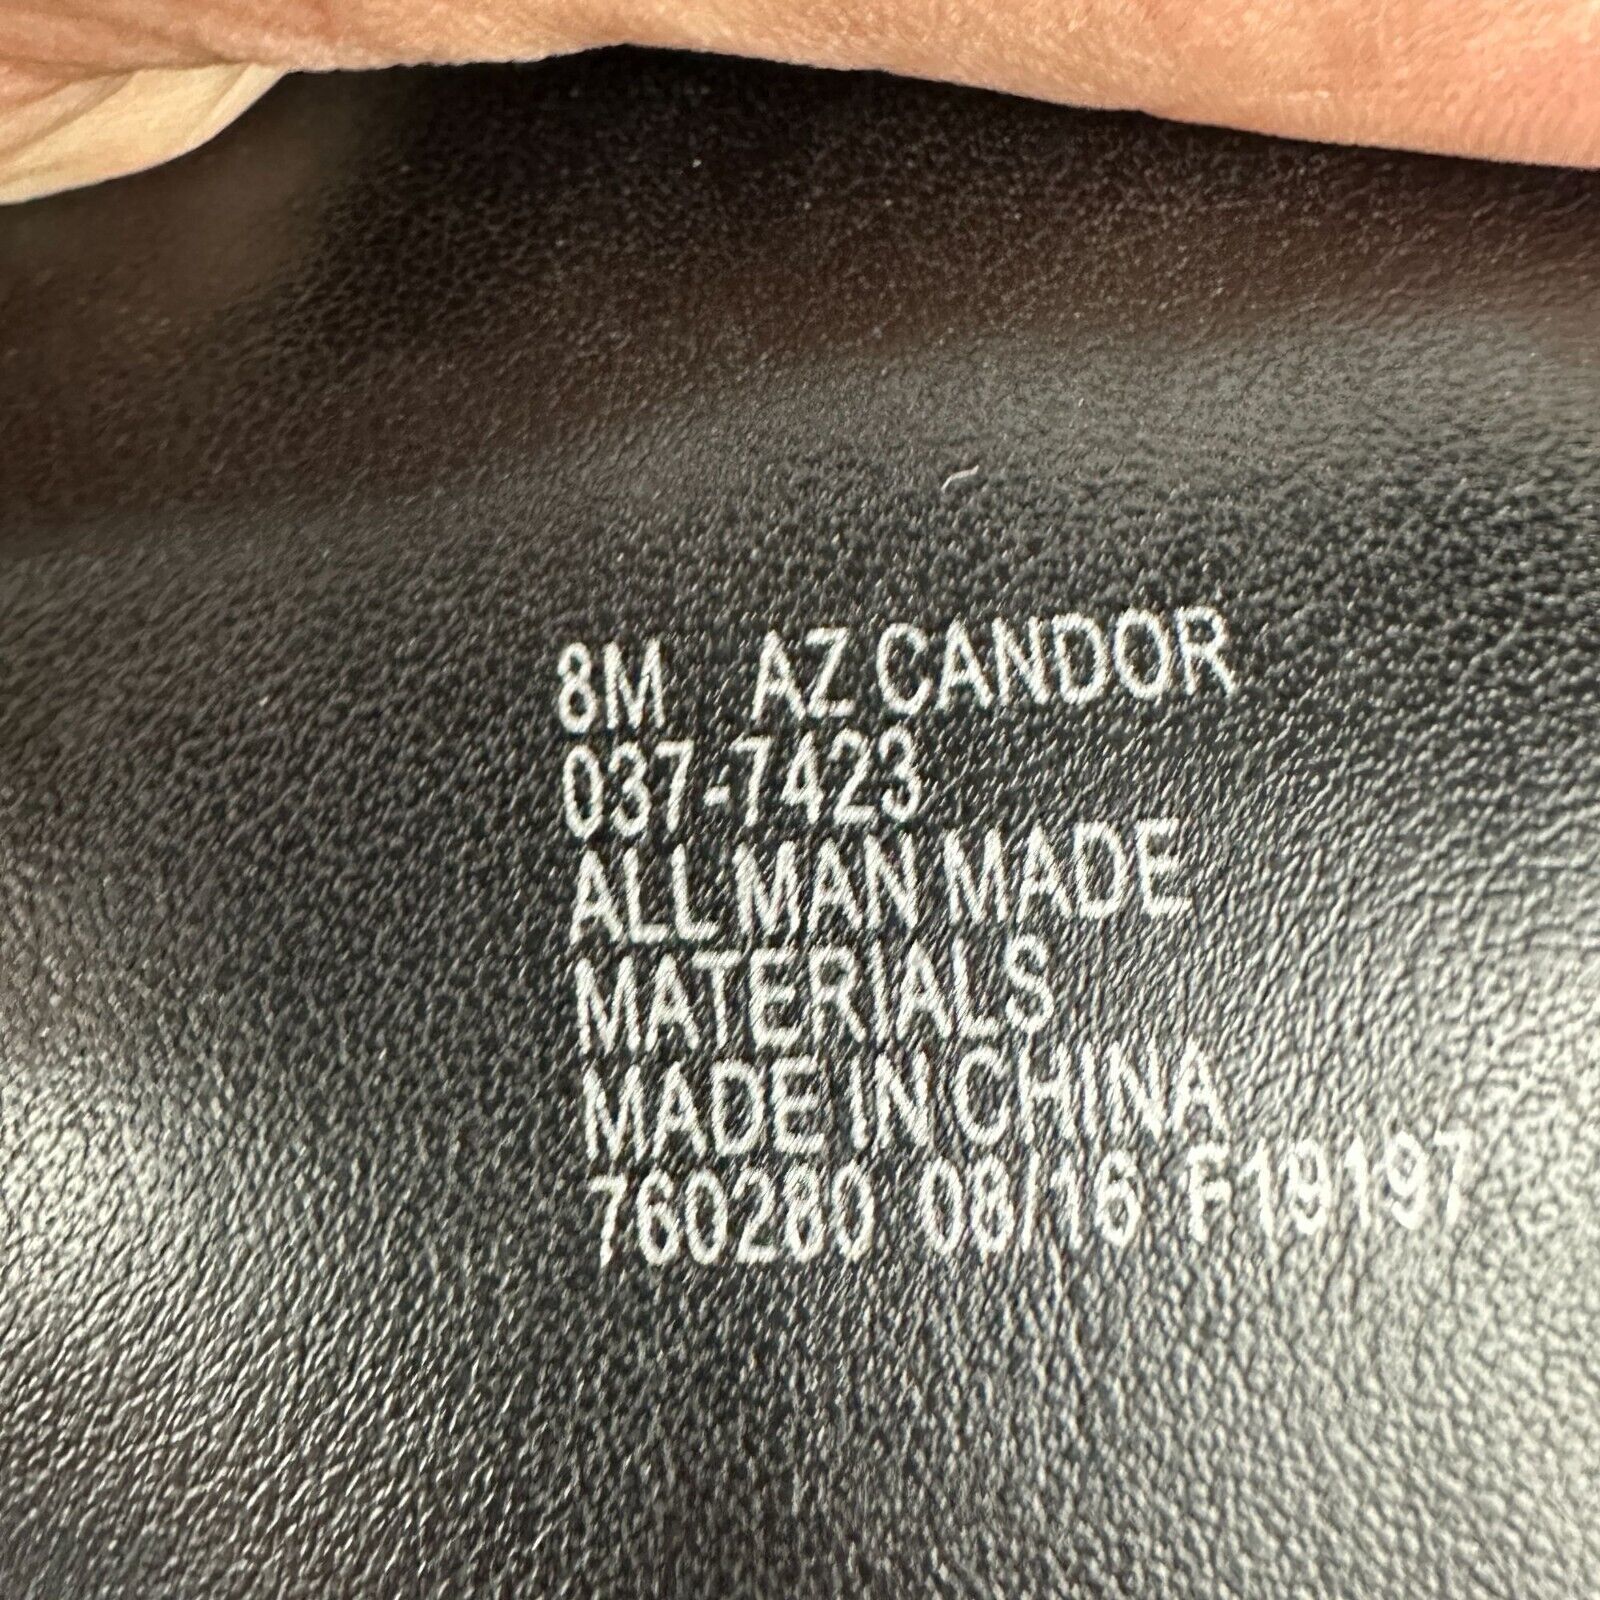 8M AZ CANDOR
037-7423
ALL MAN MADE
MATERIALS
MADE IN CHINA
760280 08/16 F19197